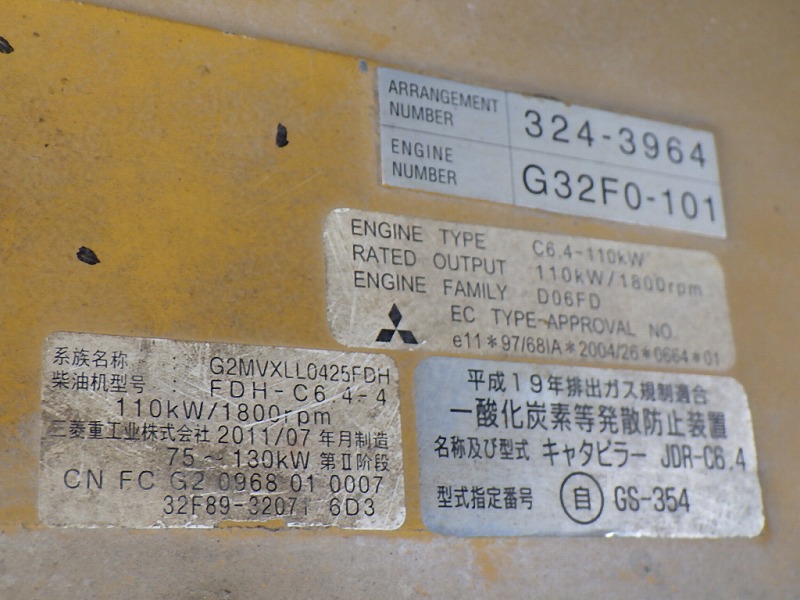 ARRANGEMENT NUMBER 324-3964
ENGINE NUMBER G32F0-101
ENGINE TYPE C6.4-110kW
RATED OUTPUT 110kW/1800rpm
ENGINE FAMILY D06FD
EC TYPE-APPROVAL NO.
e11*97/68IA*2004/26*0664*01
系族名称 : G2MVXLL0425FDH
柴油机型号 : FDH-C6 4-4
110kW/1800rpm
三菱重工业株式会社 2011/07 年月制造
75~130kW 第Ⅱ阶段
CN FC G2 0968 01 0007
32F89-32071 6D3
平成19年排出ガス規制適合
一酸化炭素等発散防止装置
名称及び型式 キャタピラー JDR-C6.4
型式指定番号 自 GS-354